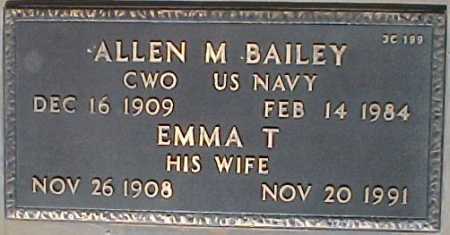 3C 199
ALLEN M BAILEY
CWO US NAVY
DEC 16 1909 FEB 14 1984
EMMA T
HIS WIFE
NOV 26 1908 NOV 20 1991